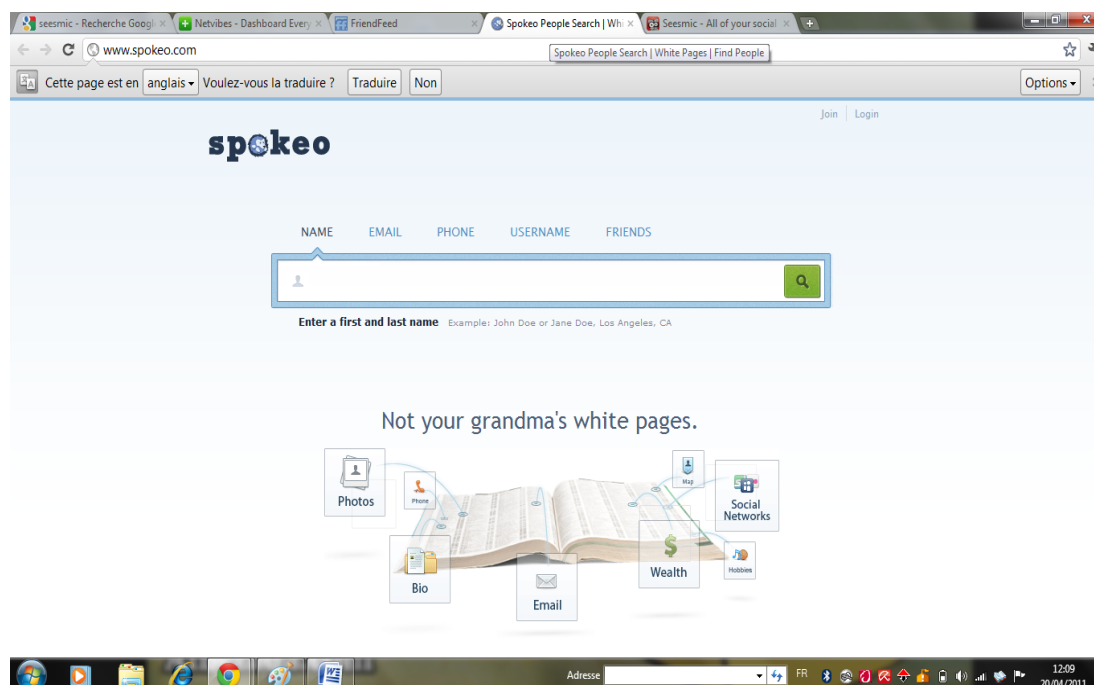 seesmic - Recherche Googl
Netvibes - Dashboard Every
FriendFeed
Spokeo People Search | Whi
Seesmic - All of your social
www.spokeo.com
Spokeo People Search | White Pages | Find People
Cette page est en anglais Voulez-vous la traduire ? Traduire Non Options
Join Login
spokeo
NAME EMAIL PHONE USERNAME FRIENDS
Enter a first and last name Example: John Doe or Jane Doe, Los Angeles, CA
Not your grandma's white pages.
Photos
Phone
Map
Social
Networks
Bio
Email
Wealth
Hobbies
Adresse FR 12:09
20/04/2011